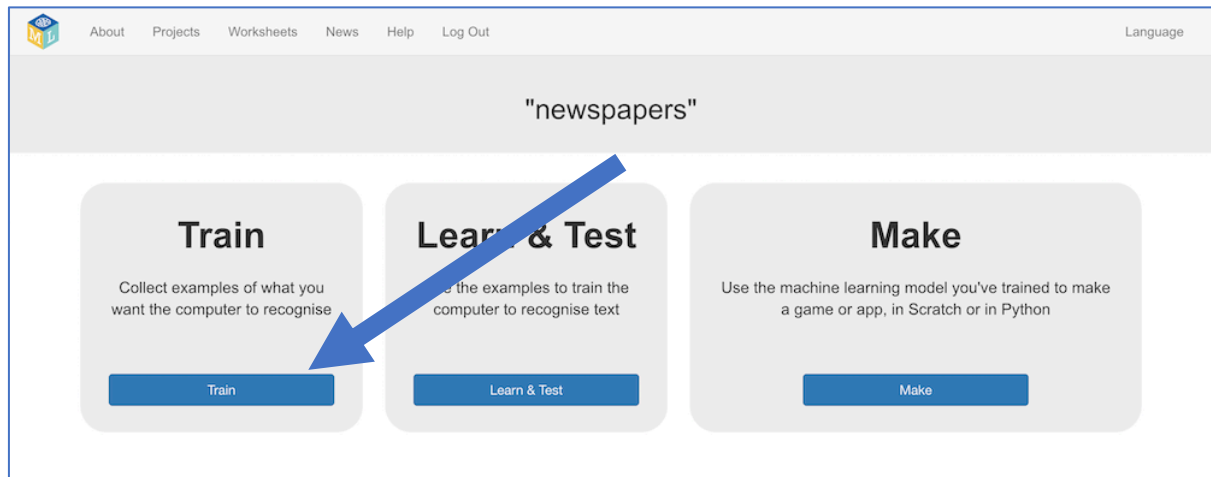 About Projects Worksheets News Help Log Out Language
"newspapers"
Train
Collect examples of what you
want the computer to recognise
Train
Learn & Test
the examples to train the
computer to recognise text
Learn & Test
Make
Use the machine learning model you've trained to make
a game or app, in Scratch or in Python
Make